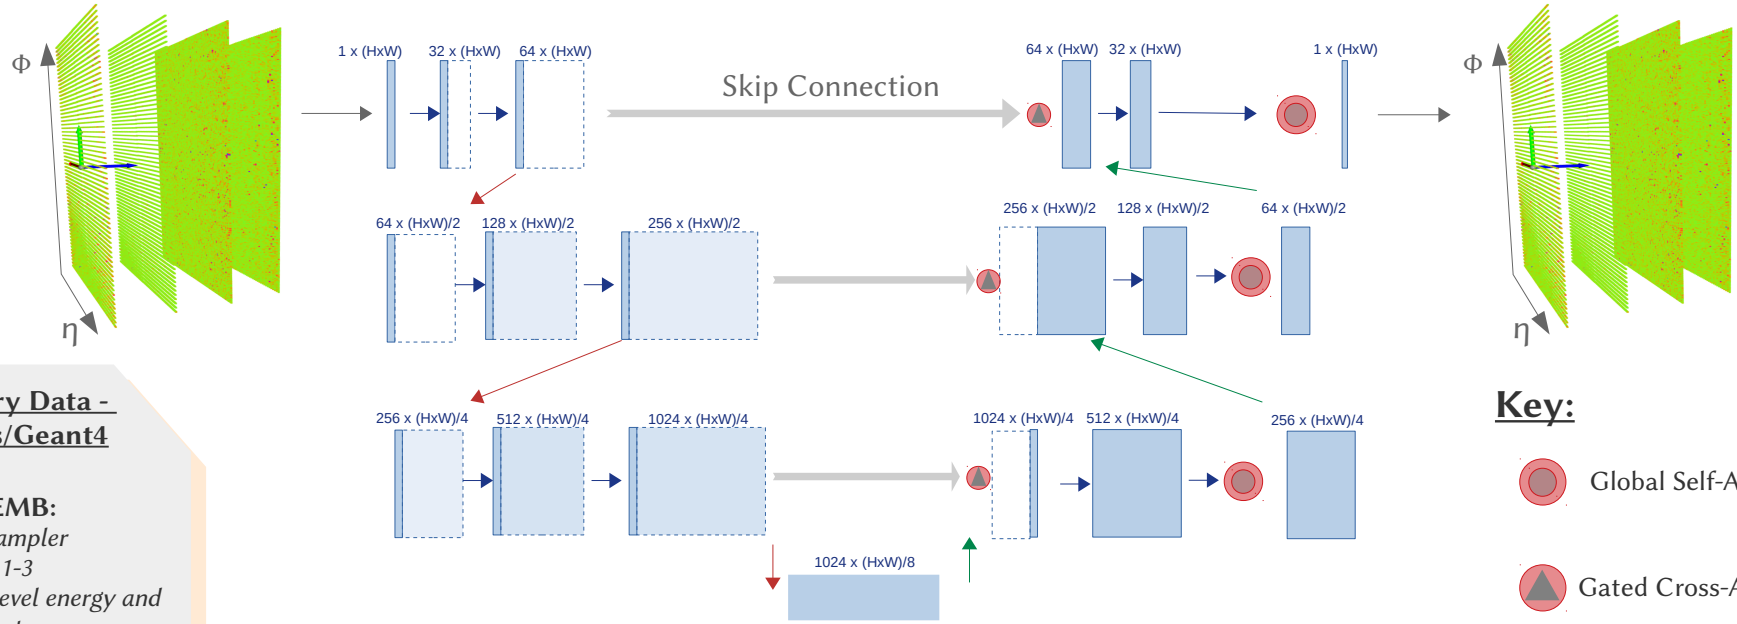 Φ
η
1 x (HxW)
32 x (HxW)
64 x (HxW)
Skip Connection
64 x (HxW)
32 x (HxW)
1 x (HxW)
Φ
η
64 x (HxW)/2
128 x (HxW)/2
256 x (HxW)/2
256 x (HxW)/2
128 x (HxW)/2
64 x (HxW)/2
256 x (HxW)/4
512 x (HxW)/4
1024 x (HxW)/4
1024 x (HxW)/4
512 x (HxW)/4
256 x (HxW)/4
1024 x (HxW)/8
ry Data -
s/Geant4
EMB:
ampler
1-3
evel energy and
Key:
Global Self-A
Gated Cross-A